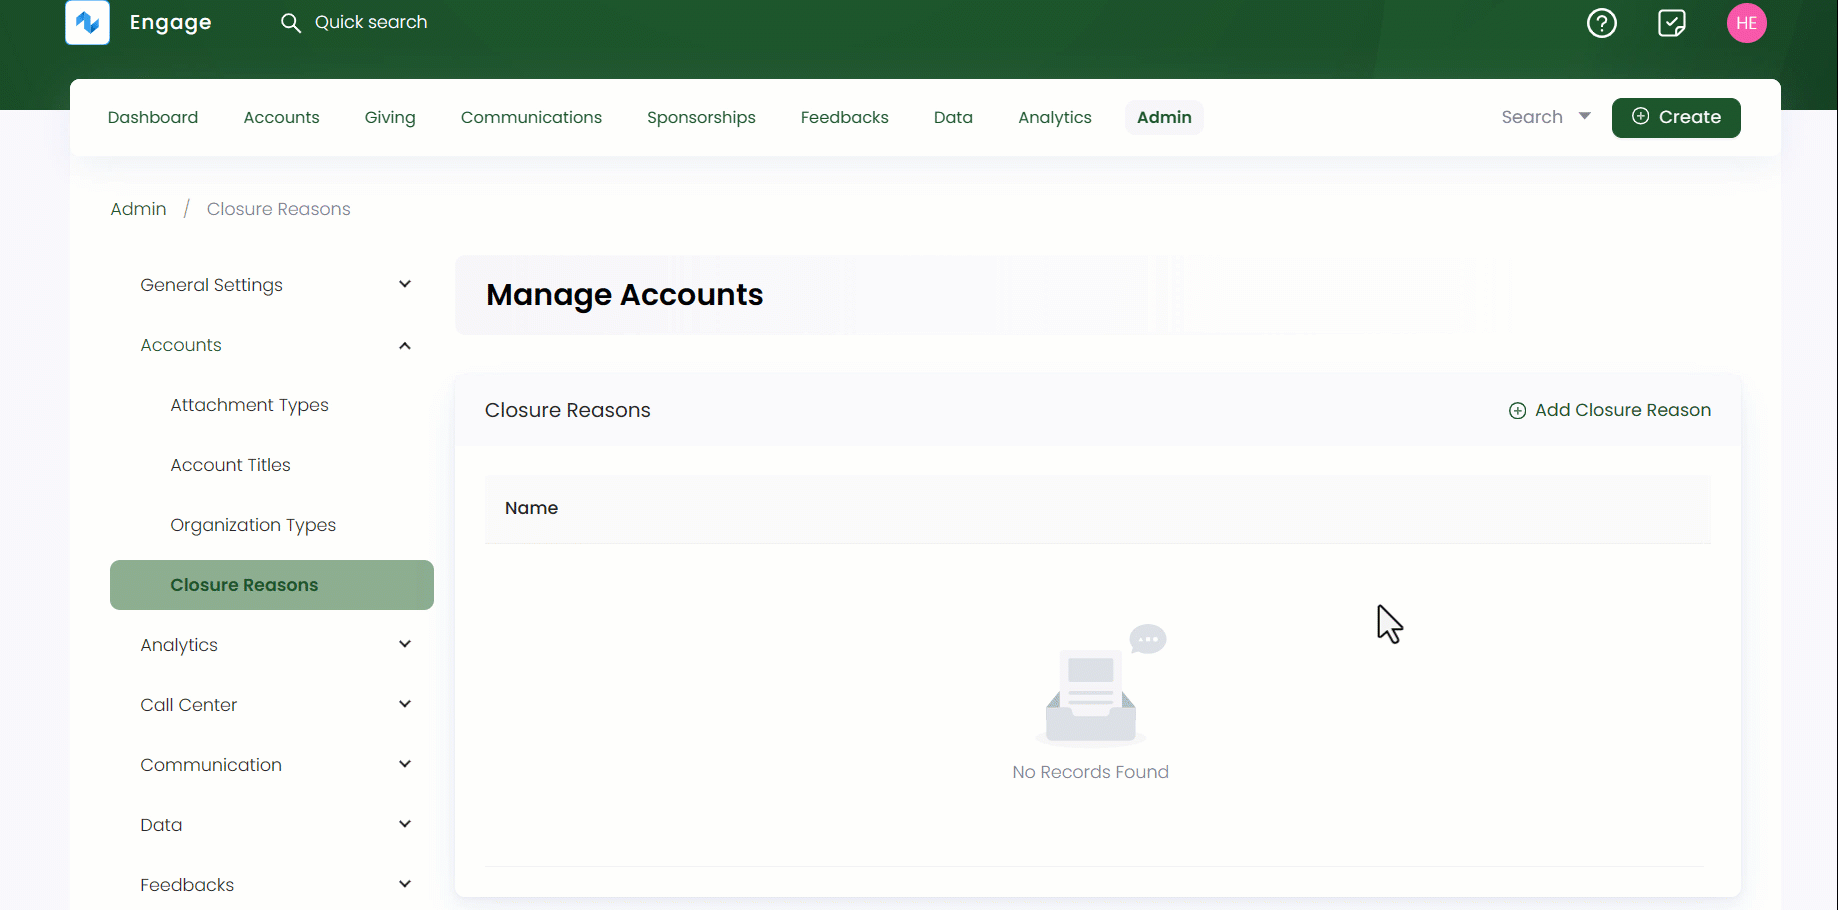 Engage
Quick search
HE
Dashboard Accounts Giving Communications Sponsorships Feedbacks Data Analytics Admin Search Create
Admin / Closure Reasons
General Settings
Manage Accounts
Accounts
Attachment Types
Closure Reasons
Add Closure Reason
Account Titles
Name
Organization Types
Closure Reasons
Analytics
Call Center
Communication
No Records Found
Data
Feedbacks